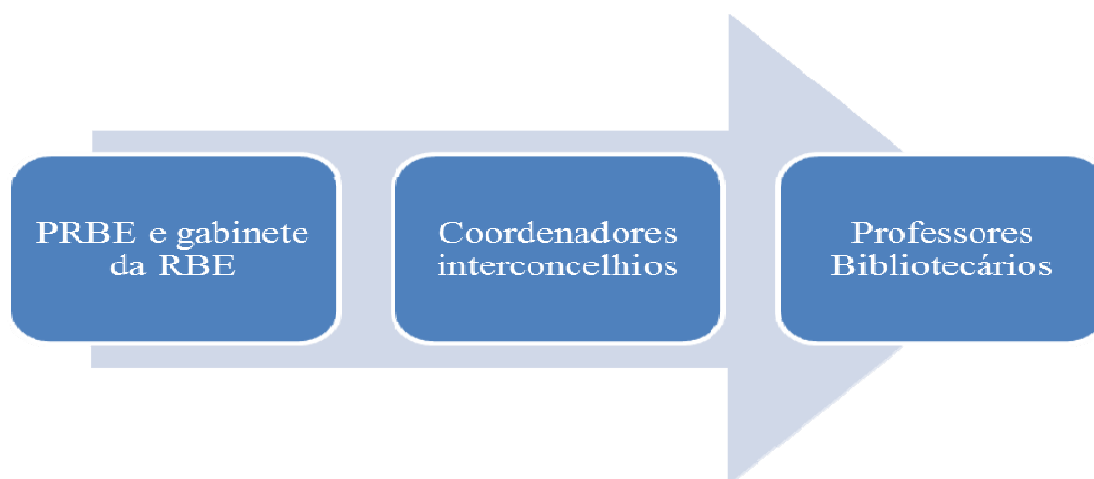 PRBE e gabinete
da RBE
Coordenadores
interconcelhios
Professores
Bibliotecários